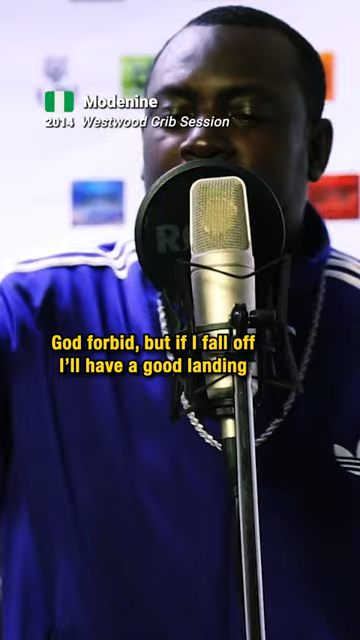 Modenine
2014 Westwood Crib Session
God forbid, but if I fall off
I'll have a good landing